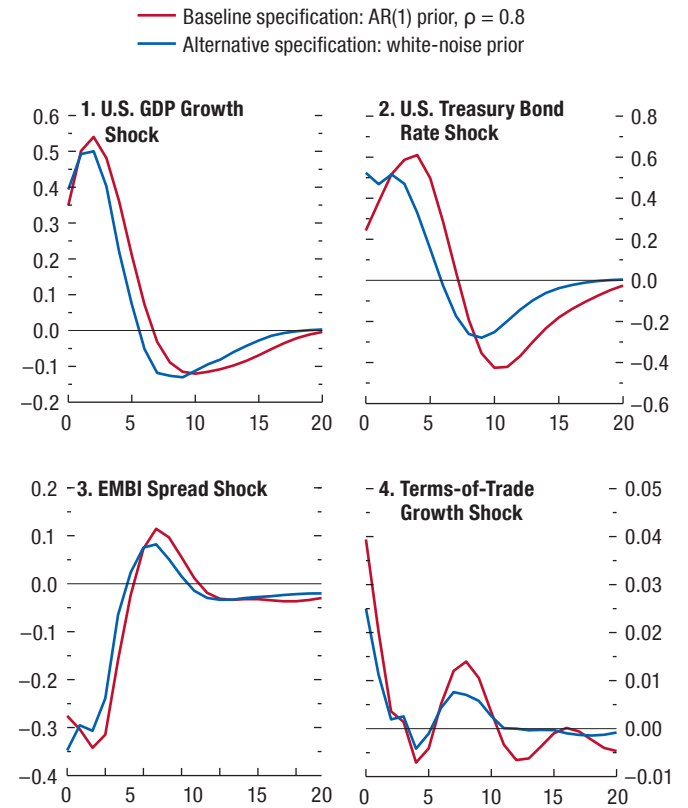 Baseline specification: AR(1) prior, ρ = 0.8
Alternative specification: white-noise prior
1. U.S. GDP Growth
Shock
0.6
0.5
0.4
0.3
0.2
0.1
0.0
−0.1
−0.2
0 5 10 15 20
2. U.S. Treasury Bond
Rate Shock
0.8
0.6
0.4
0.2
0.0
−0.2
−0.4
−0.6
0 5 10 15 20
3. EMBI Spread Shock
0.2
0.1
0.0
−0.1
−0.2
−0.3
−0.4
0 5 10 15 20
4. Terms-of-Trade
Growth Shock
0.05
0.04
0.03
0.02
0.01
0.00
−0.01
0 5 10 15 20